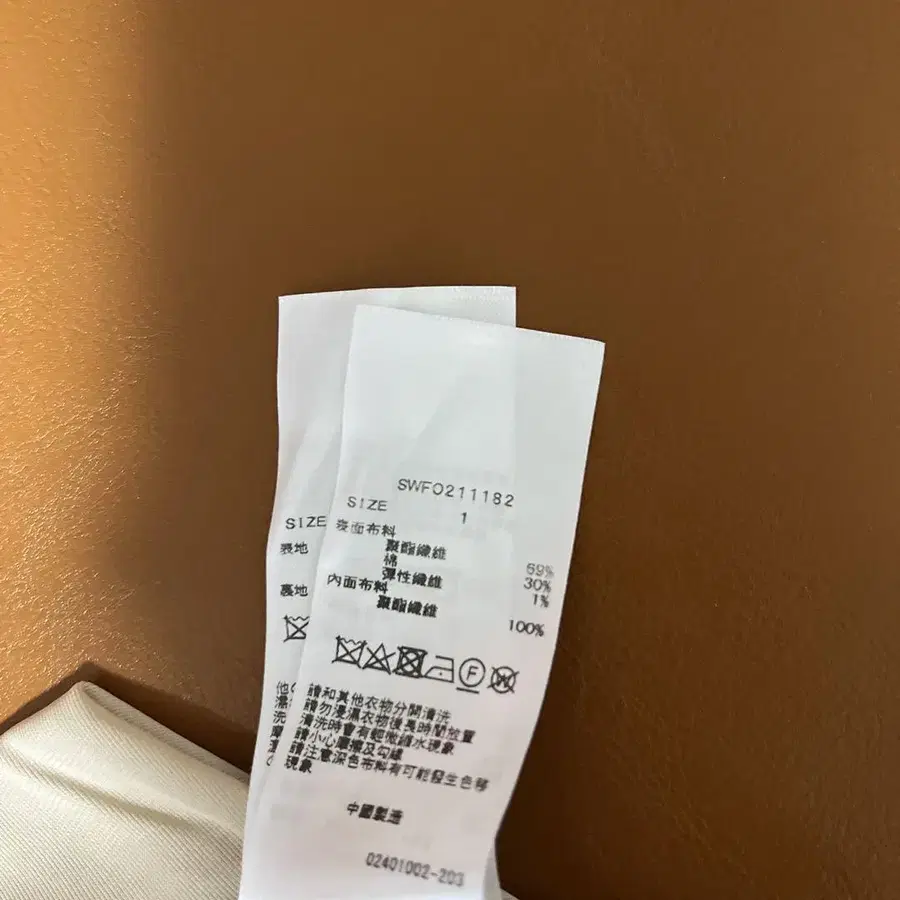 SWFO211182
SIZE 1
表面布料
聚酯纖維 69%
棉 30%
彈性纖維 1%
內面布料
聚酯纖維 100%
F
W
請和其他衣物分開清洗
請勿浸濕衣物後長時間放置
清洗時會有輕微縮水現象
請小心摩擦及勾線
請注意深色布料有可能發生色移
現象
中國製造
02401002-203
SIZE
表地
裏地
他の
濡
洗
摩